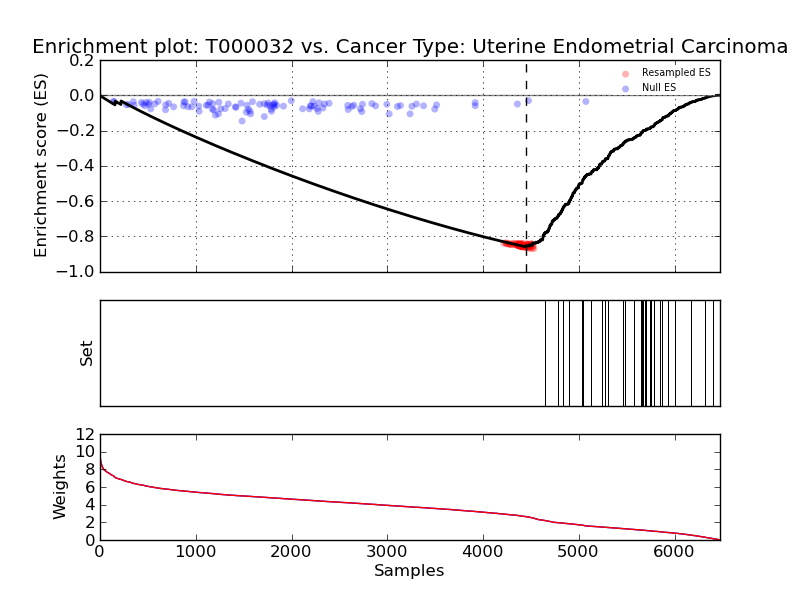 Enrichment plot: T000032 vs. Cancer Type: Uterine Endometrial Carcinoma
0.2
0.0
−0.2
−0.4
−0.6
−0.8
−1.0
Enrichment score (ES)
Resampled ES
Null ES
Set
12
10
8
6
4
2
0
Weights
0 1000 2000 3000 4000 5000 6000
Samples